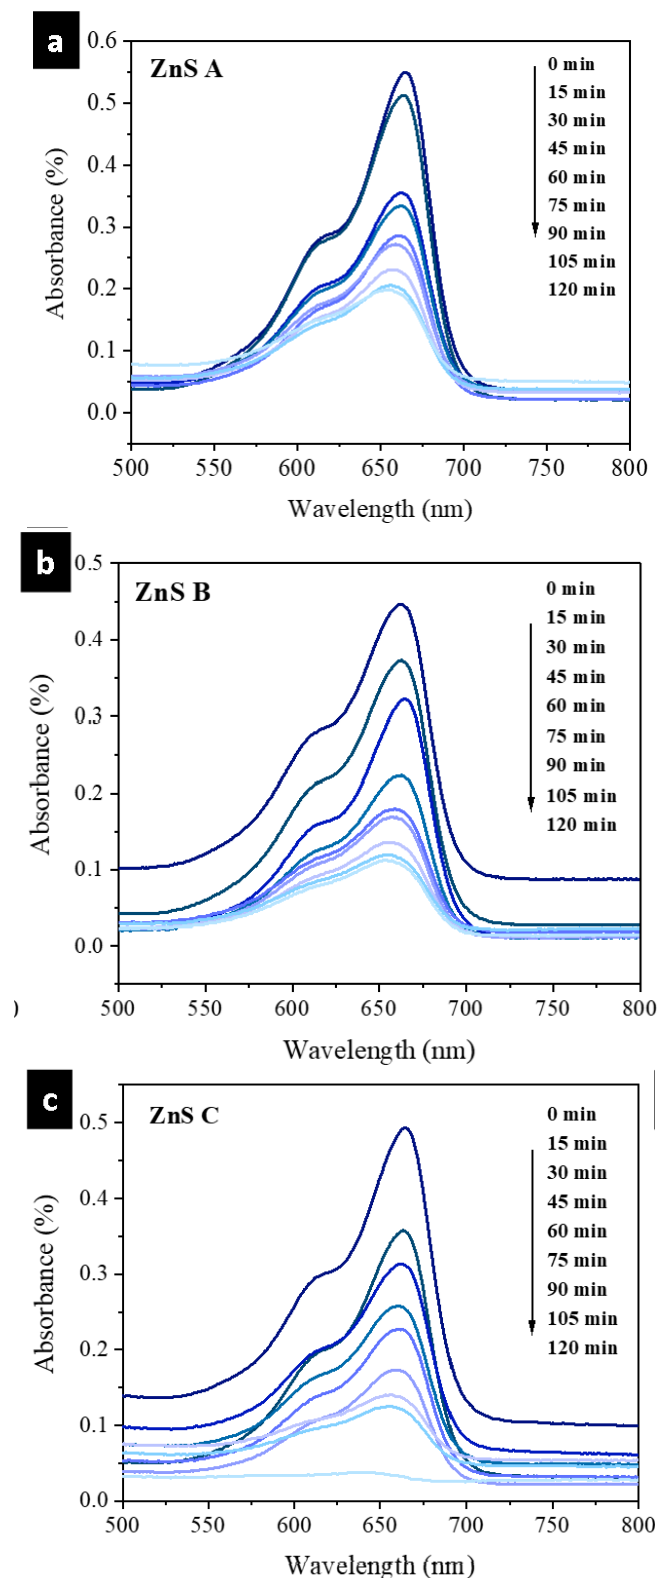 a
ZnS A
0 min
15 min
30 min
45 min
60 min
75 min
90 min
105 min
120 min
0.6
0.5
0.4
0.3
0.2
0.1
0.0
Absorbance (%)
500 550 600 650 700 750 800
Wavelength (nm)
b
ZnS B
0 min
15 min
30 min
45 min
60 min
75 min
90 min
105 min
120 min
0.5
0.4
0.3
0.2
0.1
0.0
Absorbance (%)
500 550 600 650 700 750 800
Wavelength (nm)
c
ZnS C
0 min
15 min
30 min
45 min
60 min
75 min
90 min
105 min
120 min
0.5
0.4
0.3
0.2
0.1
0.0
Absorbance (%)
500 550 600 650 700 750 800
Wavelength (nm)